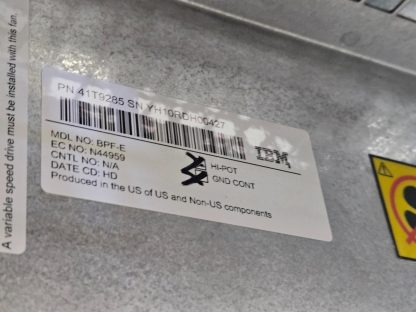 A variable speed drive must be installed with this fan.
PN 41T9285 SN YH10RDH00427
IBM
MDL NO: BPF-E
EC NO: N44959
CNTL NO: N/A
DATE CD: HD
HI-POT
GND CONT
Produced in the US of US and Non-US components